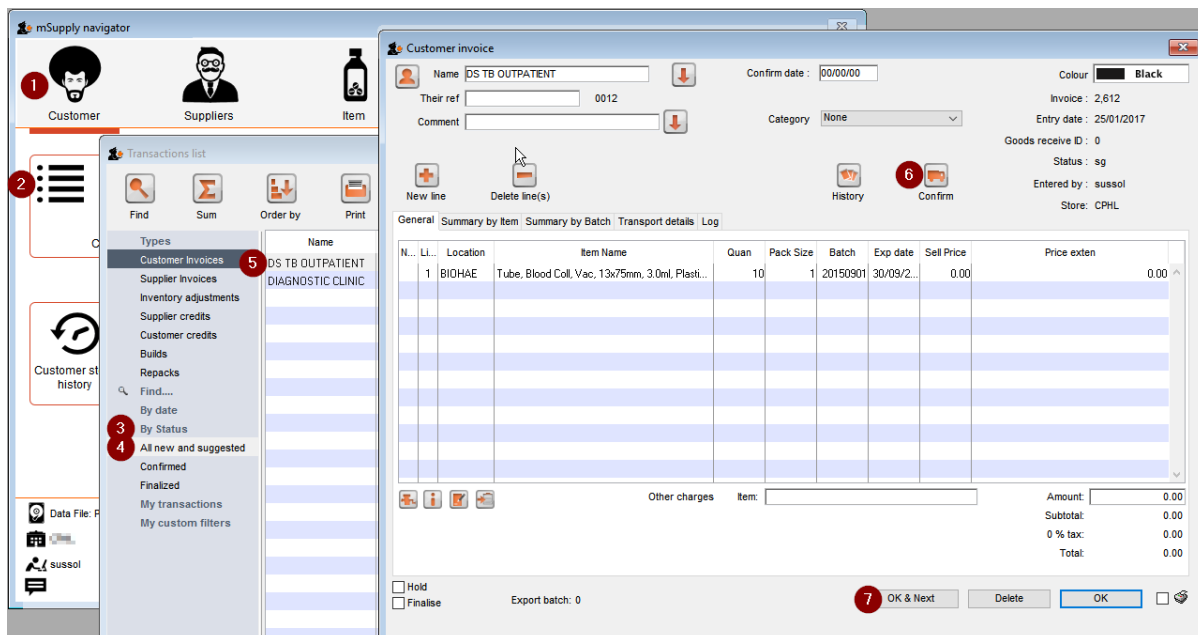 mSupply navigator
1
Customer
Suppliers
Item
2
C
Customer st
history
Data File: F
sussol
Transactions list
Find
Sum
Order by
Print
Types
Customer Invoices
Supplier Invoices
Inventory adjustments
Supplier credits
Customer credits
Builds
Repacks
Find....
By date
3 By Status
4 All new and suggested
Confirmed
Finalized
My transactions
My custom filters
Name
5 DS TB OUTPATIENT
DIAGNOSTIC CLINIC
Customer invoice
Name DS TB OUTPATIENT
Confirm date : 00/00/00
Colour Black
Their ref 0012
Invoice : 2,612
Comment
Category None
Entry date : 25/01/2017
Goods receive ID : 0
Status : sg
Entered by : sussol
Store: CPHL
New line
Delete line(s)
History
6 Confirm
General Summary by Item Summary by Batch Transport details Log
N... Li... Location Item Name Quan Pack Size Batch Exp date Sell Price Price exten
1 BIOHAE Tube, Blood Coll, Vac, 13x75mm, 3.0ml, Plasti... 10 1 20150901 30/09/2... 0.00 0.00
Other charges Item: Amount: 0.00
Subtotal: 0.00
0 % tax: 0.00
Total: 0.00
Hold
Finalise
Export batch: 0
7 OK & Next
Delete
OK